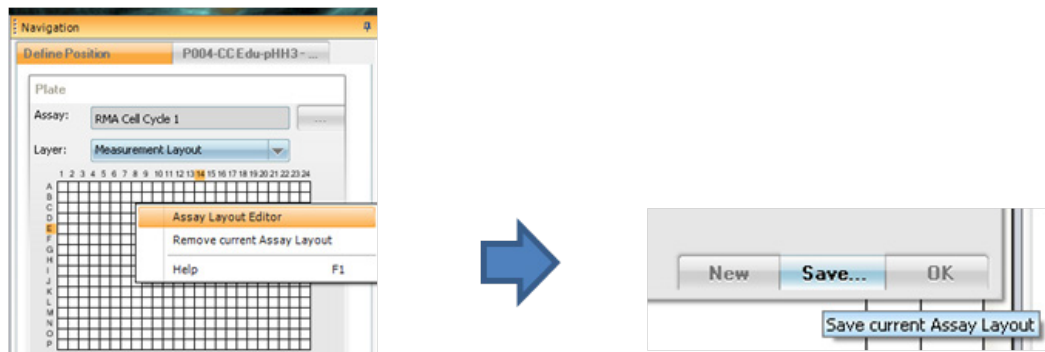 Navigation
Define Position P004-CC Edu-pHH3 - ...
Plate
Assay: RMA Cell Cycle 1 ...
Layer: Measurement Layout
1 2 3 4 5 6 7 8 9 10 11 12 13 14 15 16 17 18 19 20 21 22 23 24
A
B
C
D
E
F
G
H
I
J
K
L
M
N
O
P
Assay Layout Editor
Remove current Assay Layout
Help F1
New Save... OK
Save current Assay Layout